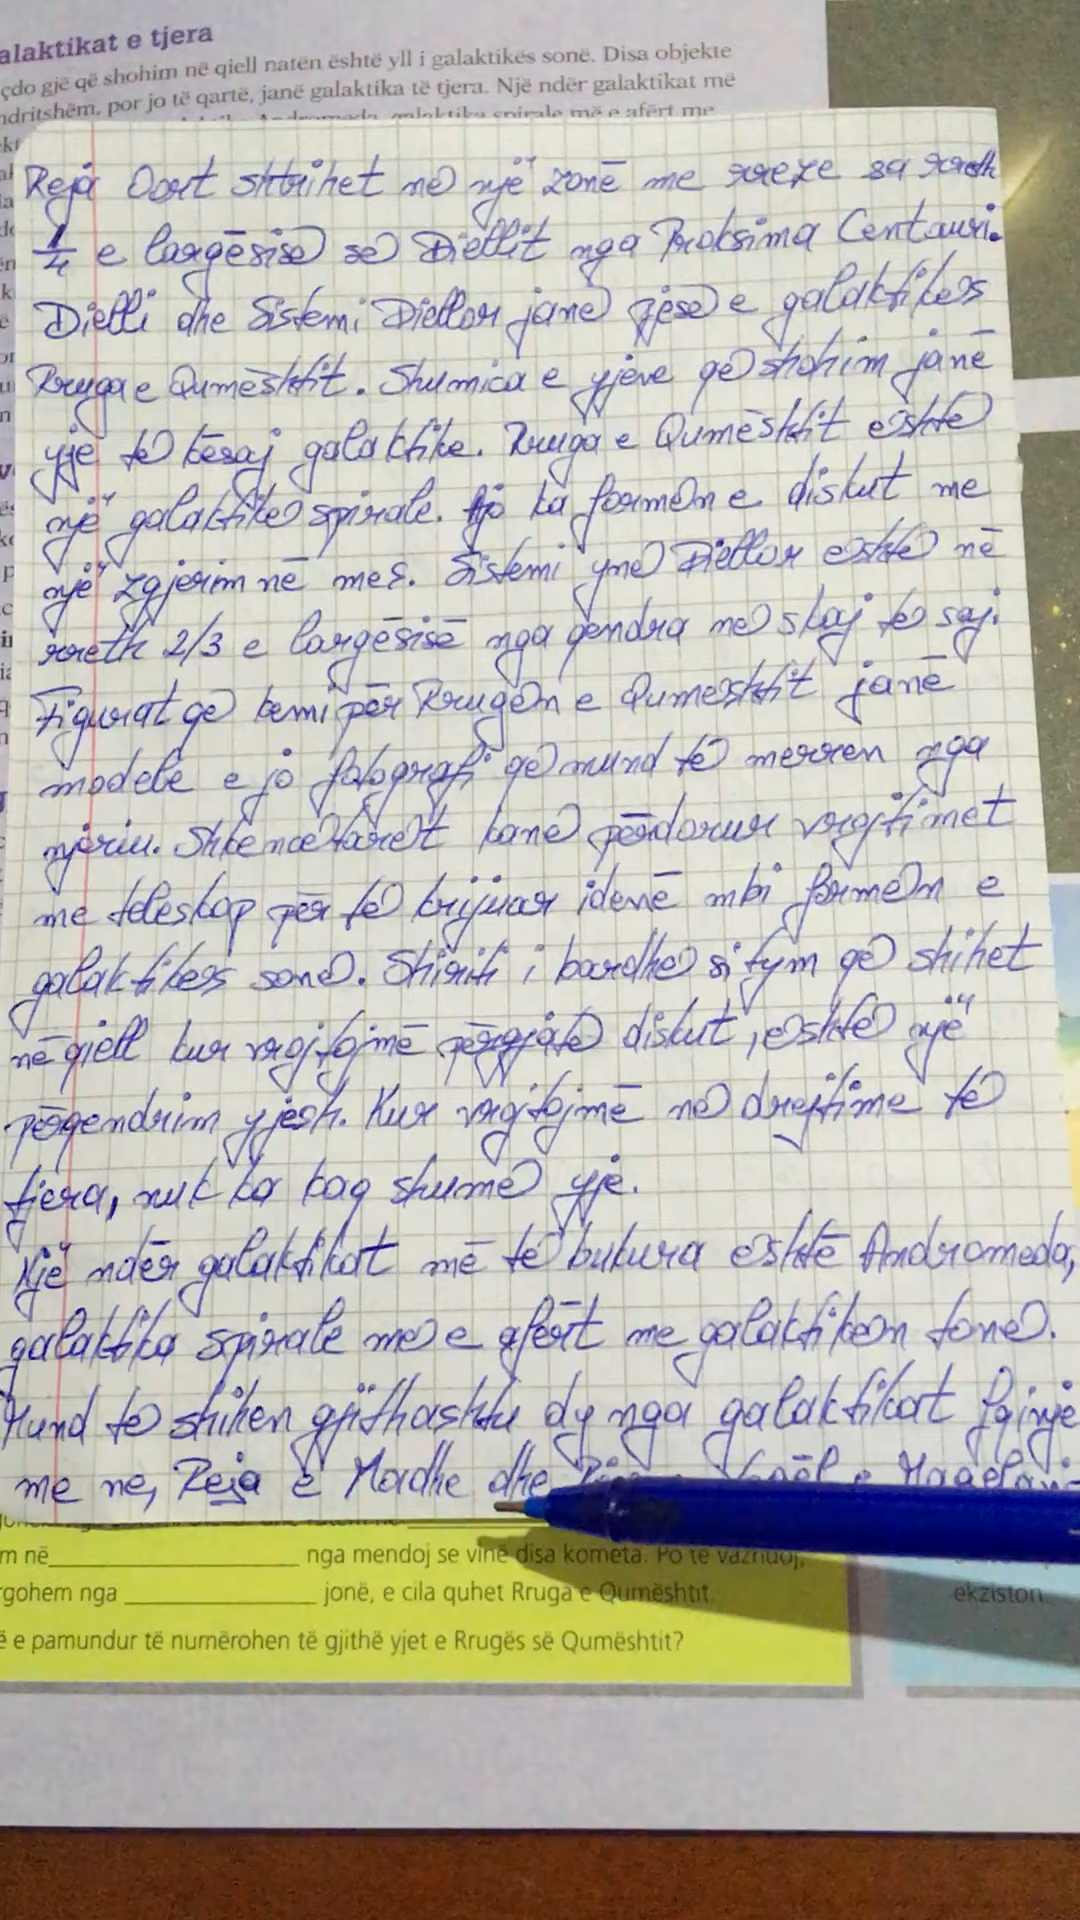 alaktikat e tjera
çdo gjë që shohim në qiell natën është yll i galaktikës sonë. Disa objekte
ndritshëm, por jo të qartë, janë galaktika të tjera. Një ndër galaktikat më
Andromeda, galaktika spirale më e afërt me
Reja Oort shtrihet në një zonë me rreze sa rreth
1/4 e largësisë së Diellit nga Proksima Centauri.
Dielli dhe Sistemi Diellor janë pjesë e galaktikës
Rruga e Qumështit. Shumica e yjeve që shohim janë
yje të kësaj galaktike. Rruga e Qumështit është
një galaktikë spirale. Ajo ka formën e diskut me
një zgjerim në mes. Sistemi ynë Diellor është në
rreth 2/3 e largësisë nga qendra në skaj të saj.
Figurat që kemi për Rrugën e Qumështit janë
modele e jo fotografi që mund të merren nga
njeriu. Shkencëtarët kanë përdorur vrojtimet
me teleskop për të krijuar idenë mbi formën e
galaktikës sonë. Shiriti i bardhë si tym që shihet
në qiell kur vrojtojmë përgjatë diskut, është një
përqendrim yjesh. Kur vrojtojmë në drejtime të
tjera, nuk ka kaq shumë yje.
Një ndër galaktikat më të bukura është Andromeda,
galaktika spirale më e afërt me galaktikën tonë.
Mund të shihen gjithashtu dy nga galaktikat fqinje
me ne, Reja e Madhe dhe
m në nga mendoj se vinë disa kometa. Po të vazhdoj,
rgohem nga jonë, e cila quhet Rruga e Qumështit.
ekziston.
ë e pamundur të numërohen të gjithë yjet e Rrugës së Qumështit?